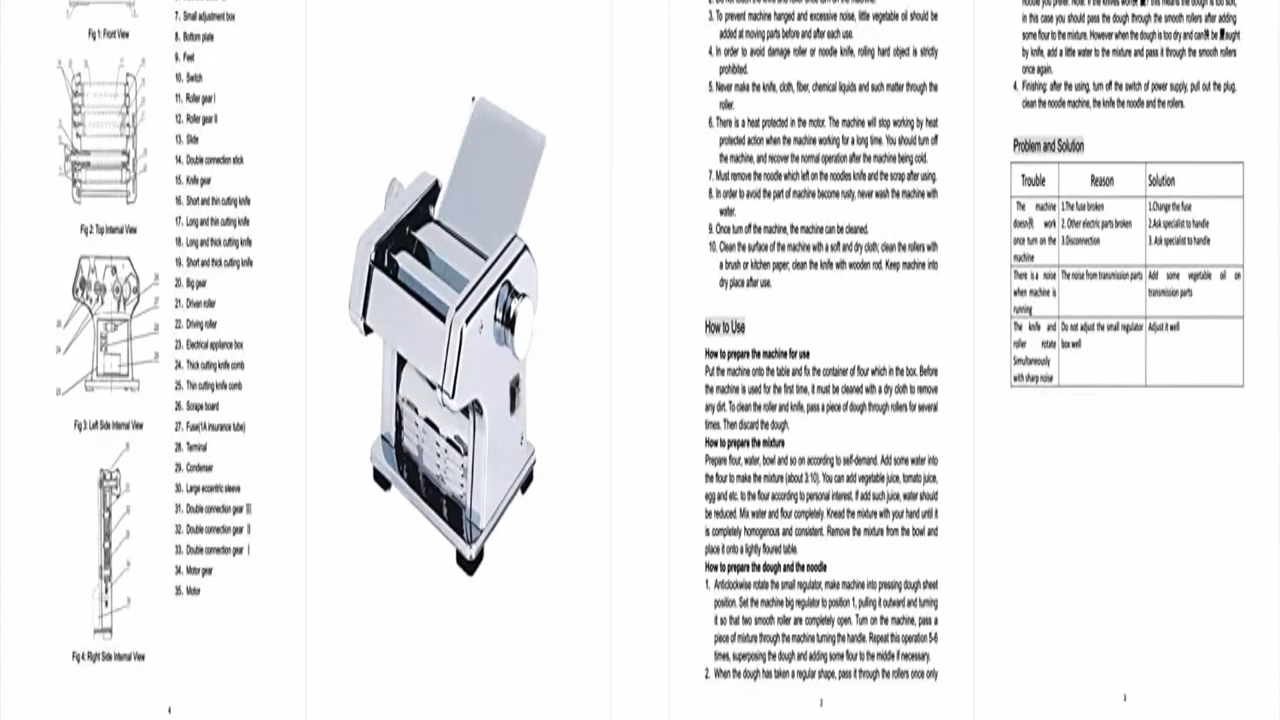 Fig 1: Front View
Fig 2: Top Internal View
Fig 3: Left Side Internal View
Fig 4: Right Side Internal View
7. Small adjustment box
8. Bottom plate
9. Feet
10. Switch
11. Roller gear I
12. Roller gear II
13. Slide
14. Double connection stick
15. Knife gear
16. Short and thin cutting knife
17. Long and thin cutting knife
18. Long and thick cutting knife
19. Short and thick cutting knife
20. Big gear
21. Driven roller
22. Driving roller
23. Electrical appliance box
24. Thick cutting knife comb
25. Thin cutting knife comb
26. Scrape board
27. Fuse(1A insurance tube)
28. Terminal
29. Condenser
30. Large eccentric sleeve
31. Double connection gear III
32. Double connection gear II
33. Double connection gear I
34. Motor gear
35. Motor
3. To prevent machine hanged and excessive noise, little vegetable oil should be
added at moving parts before and after each use.
4. In order to avoid damage roller or noodle knife, rolling hard object is strictly
prohibited.
5. Never make the knife, cloth, fiber, chemical liquids and such matter through the
roller.
6. There is a heat protected in the motor. The machine will stop working by heat
protected action when the machine working for a long time. You should turn off
the machine, and recover the normal operation after the machine being cold.
7. Must remove the noodle which left on the noodles knife and the scrap after using.
8. In order to avoid the part of machine become rusty, never wash the machine with
water.
9. Once turn off the machine, the machine can be cleaned.
10. Clean the surface of the machine with a soft and dry cloth; clean the rollers with
a brush or kitchen paper, clean the knife with wooden rod. Keep machine into
dry place after use.
How to Use
How to prepare the machine for use
Put the machine onto the table and fix the container of flour which in the box. Before
the machine is used for the first time, it must be cleaned with a dry cloth to remove
any dirt. To clean the roller and knife, pass a piece of dough through rollers for several
times. Then discard the dough.
How to prepare the mixture
Prepare flour, water, bowl and so on according to self-demand. Add some water into
the flour to make the mixture (about 3:10). You can add vegetable juice, tomato juice,
egg and etc. to the flour according to personal interest. If add such juice, water should
be reduced. Mix water and flour completely. Knead the mixture with your hand until it
is completely homogenous and consistent. Remove the mixture from the bowl and
place it onto a lightly floured table.
How to prepare the dough and the noodle
1. Anticlockwise rotate the small regulator, make machine into pressing dough sheet
position. Set the machine big regulator to position 1, pulling it outward and turning
it so that two smooth roller are completely open. Turn on the machine, pass a
piece of mixture through the machine turning the handle. Repeat this operation 5-6
times, superposing the dough and adding some flour to the middle if necessary.
2. When the dough has taken a regular shape, pass it through the rollers once only
2
in this case you should pass the dough through the smooth rollers after adding
some flour to the mixture. However when the dough is too dry and can be aught
by knife, add a little water to the mixture and pass it through the smooth rollers
once again.
4. Finishing: after the using, turn off the switch of power supply, pull out the plug,
clean the noodle machine, the knife the noodle and the rollers.
Problem and Solution
Trouble Reason Solution
The machine 1.The fuse broken 1.Change the fuse
doesn work 2. Other electric parts broken 2.Ask specialist to handle
once turn on the 3.Disconnection 3. Ask specialist to handle
machine
There is a noise The noise from transmission parts Add some vegetable oil on
when machine is transmission parts
running
The knife and Do not adjust the small regulator Adjust it well
roller rotate box well
Simultaneously
with sharp noise
3